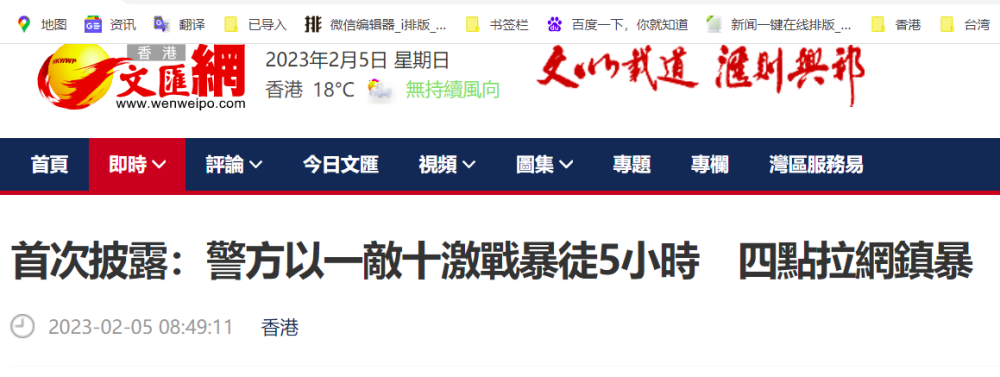 地图 资讯 翻译 已导入 微信编辑器_i排版_... 书签栏 百度一下，你就知道 新闻一键在线排版_... 香港 台湾
HKWWP 香港 文匯網 2023年2月5日 星期日 文以載道 匯則興邦
www.wenweipo.com 香港 18°C 無持續風向
首頁 即時 評論 今日文匯 視頻 圖集 專題 專欄 灣區服務易
首次披露：警方以一敵十激戰暴徒5小時 四點拉網鎮暴
2023-02-05 08:49:11 香港